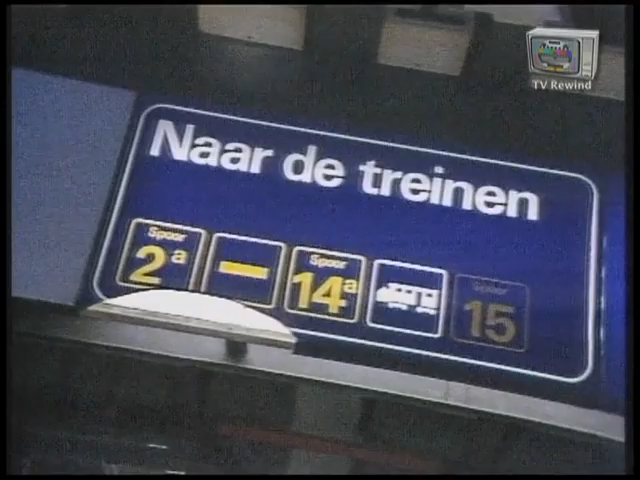 TV Rewind
Naar de treinen
Spoor 2a - Spoor 14a Spoor 15